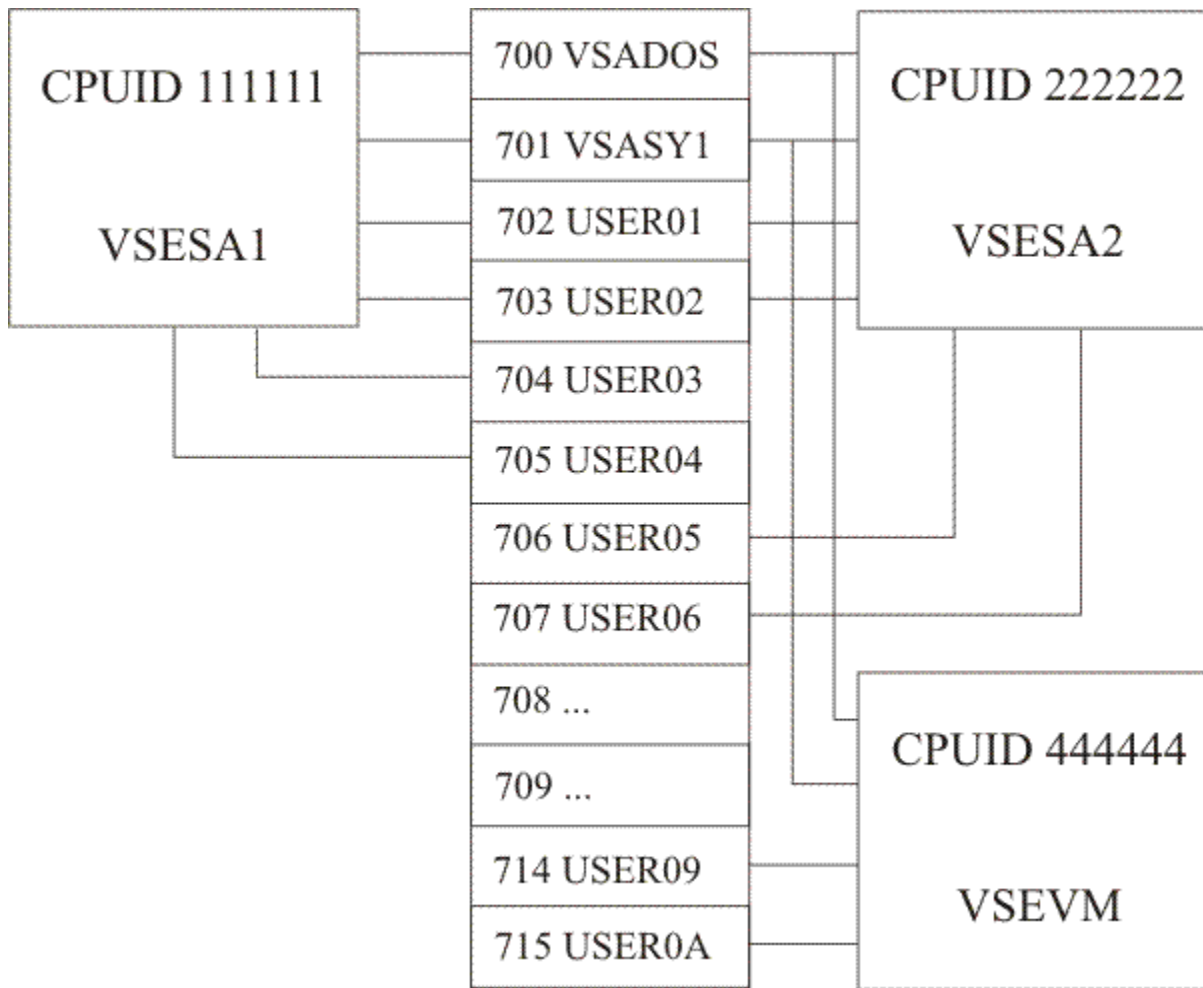 CPUID 111111
VSESA1
700 VSADOS
701 VSASY1
702 USER01
703 USER02
704 USER03
705 USER04
706 USER05
707 USER06
708 ...
709 ...
714 USER09
715 USER0A
CPUID 222222
VSESA2
CPUID 444444
VSEVM